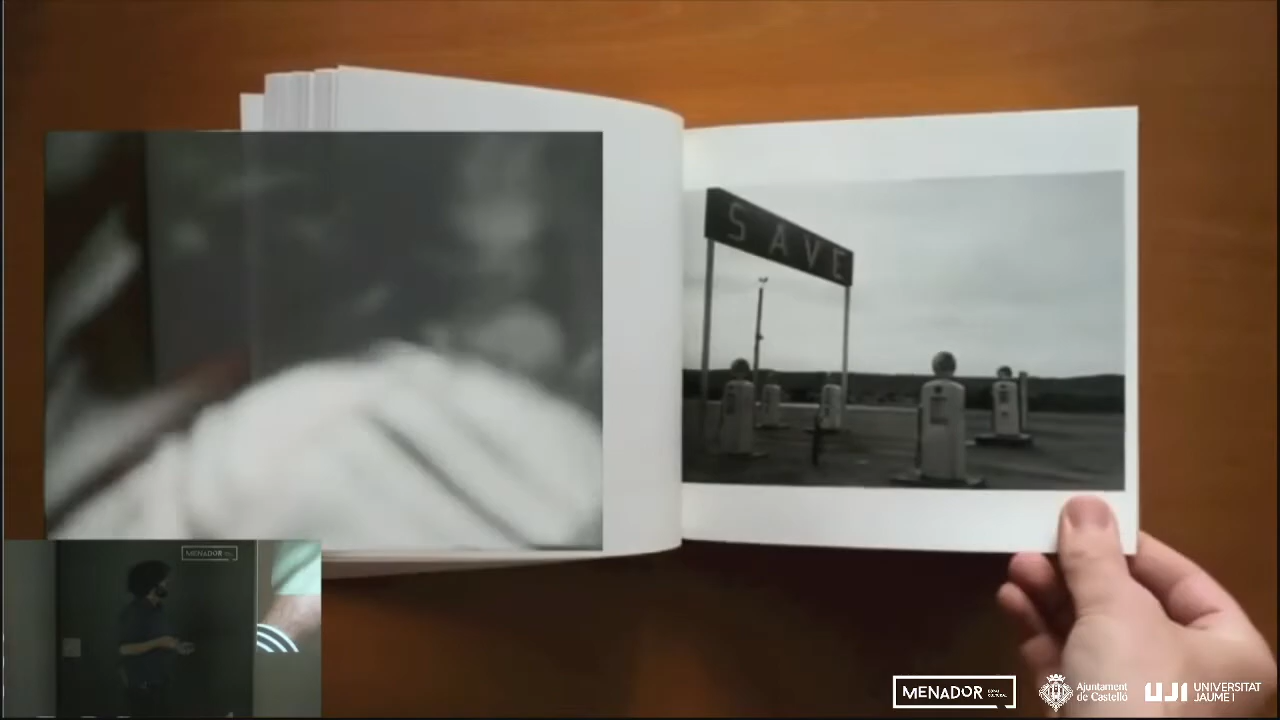 SAVE
MENADOR
MENADOR
Ajuntament
de Castelló
UJI UNIVERSITAT
JAUME I